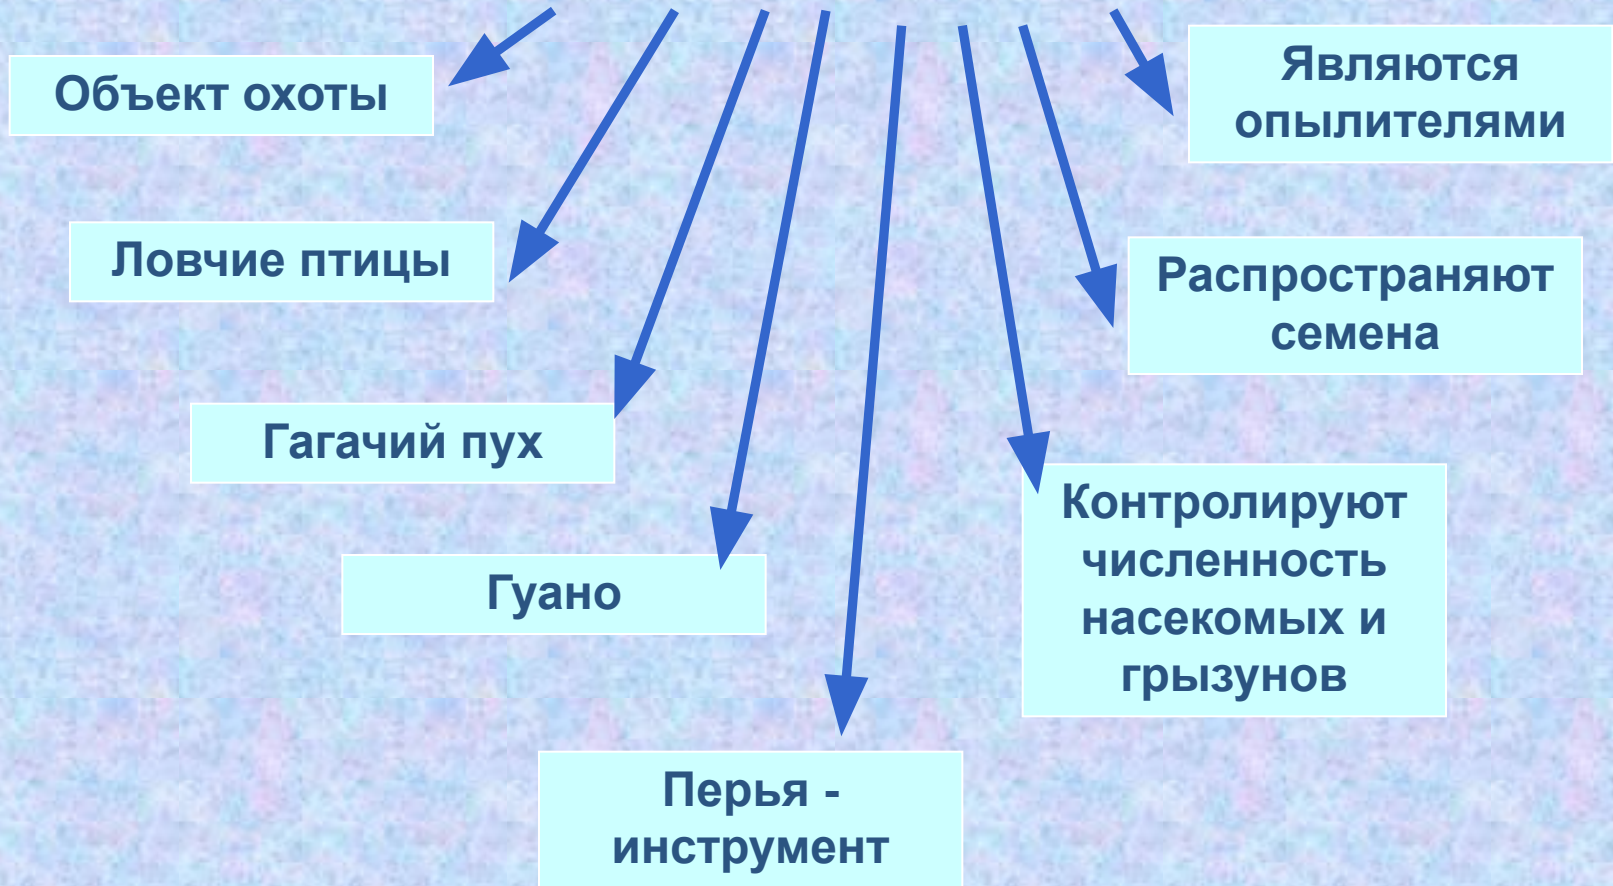 Объект охоты
Являются
опылителями
Ловчие птицы
Распространяют
семена
Гагачий пух
Контролируют
численность
насекомых и
грызунов
Гуано
Перья -
инструмент